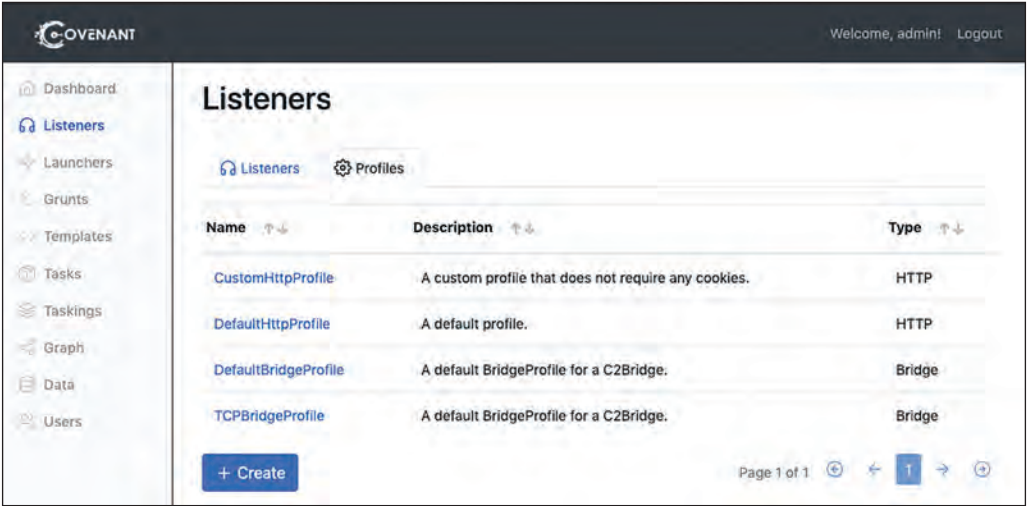 COVENANT
Welcome, admin! Logout
Dashboard
Listeners
Launchers
Grunts
Templates
Tasks
Taskings
Graph
Data
Users
Listeners
Listeners Profiles
Name Description Type
CustomHttpProfile A custom profile that does not require any cookies. HTTP
DefaultHttpProfile A default profile. HTTP
DefaultBridgeProfile A default BridgeProfile for a C2Bridge. Bridge
TCPBridgeProfile A default BridgeProfile for a C2Bridge. Bridge
+ Create Page 1 of 1 1